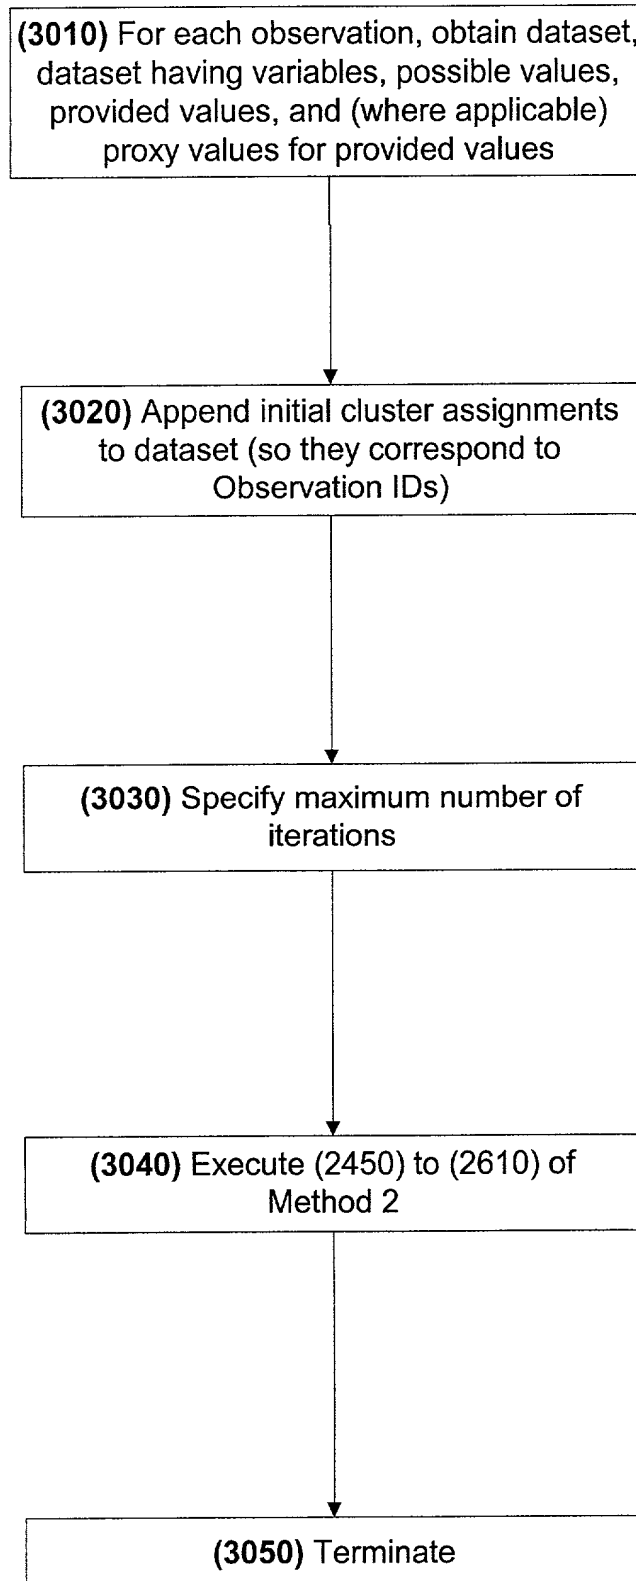 (3010) For each observation, obtain dataset,
dataset having variables, possible values,
provided values, and (where applicable)
proxy values for provided values
(3020) Append initial cluster assignments
to dataset (so they correspond to
Observation IDs)
(3030) Specify maximum number of
iterations
(3040) Execute (2450) to (2610) of
Method 2
(3050) Terminate